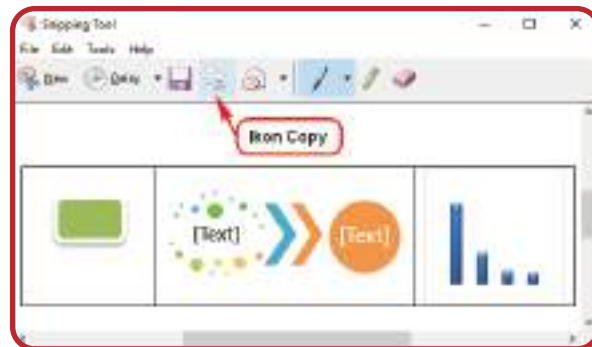 Snipping Tool
File Edit Tools Help
New Delay
Ikon Copy
[Text] [Text]